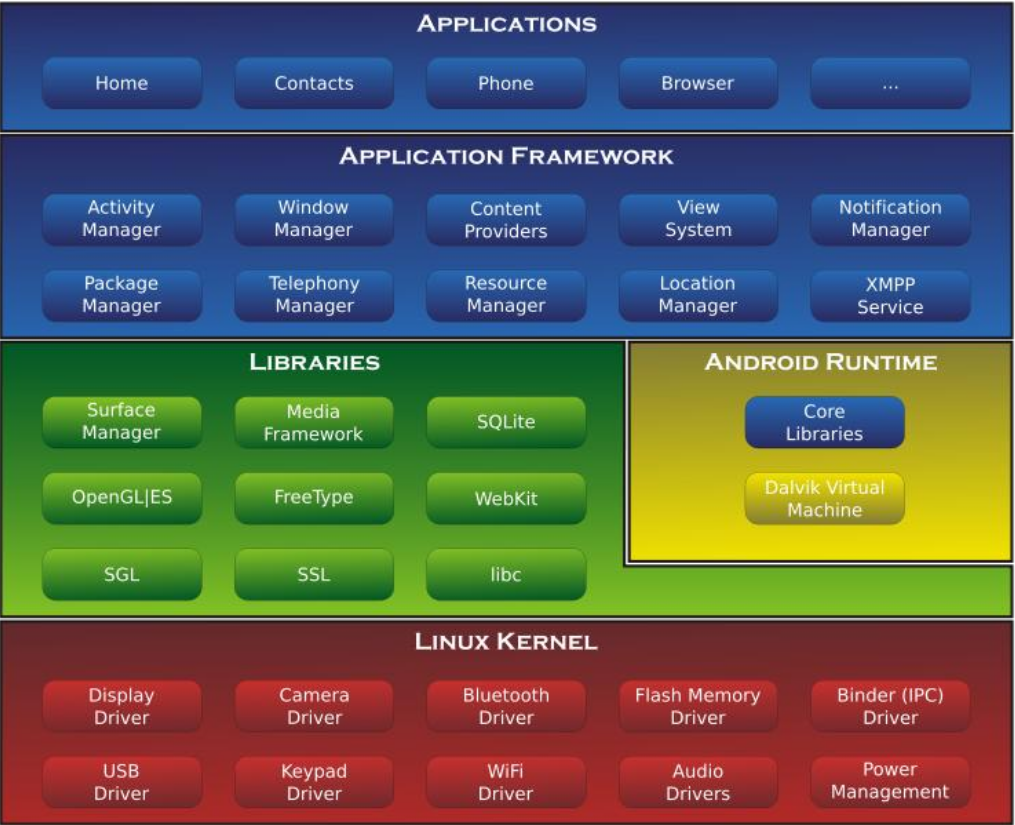 APPLICATIONS
Home
Contacts
Phone
Browser
...
APPLICATION FRAMEWORK
Activity
Manager
Window
Manager
Content
Providers
View
System
Notification
Manager
Package
Manager
Telephony
Manager
Resource
Manager
Location
Manager
XMPP
Service
LIBRARIES
Surface
Manager
Media
Framework
SQLite
OpenGL|ES
FreeType
WebKit
SGL
SSL
libc
ANDROID RUNTIME
Core
Libraries
Dalvik Virtual
Machine
LINUX KERNEL
Display
Driver
Camera
Driver
Bluetooth
Driver
Flash Memory
Driver
Binder (IPC)
Driver
USB
Driver
Keypad
Driver
WiFi
Driver
Audio
Drivers
Power
Management